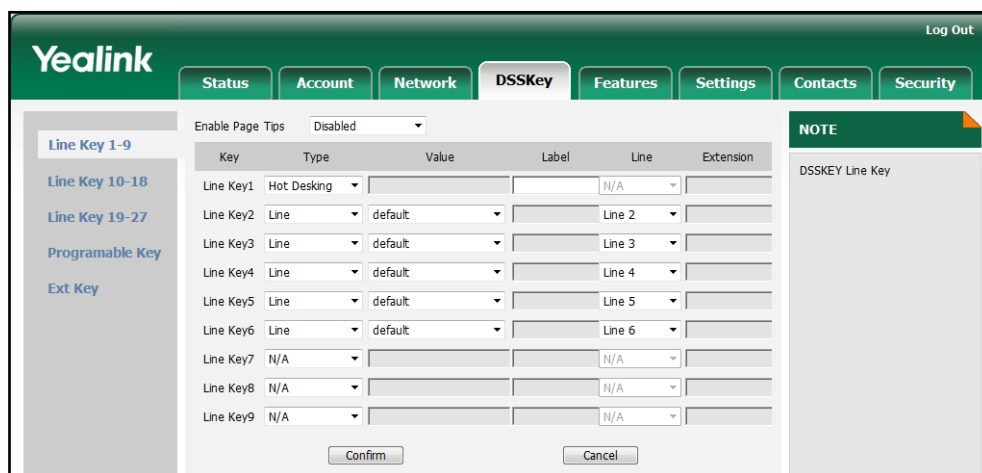 Log Out
Yealink
Status Account Network DSSKey Features Settings Contacts Security
Line Key 1-9
Line Key 10-18
Line Key 19-27
Programable Key
Ext Key
Enable Page Tips Disabled
Key Type Value Label Line Extension
Line Key1 Hot Desking N/A
Line Key2 Line default Line 2
Line Key3 Line default Line 3
Line Key4 Line default Line 4
Line Key5 Line default Line 5
Line Key6 Line default Line 6
Line Key7 N/A N/A
Line Key8 N/A N/A
Line Key9 N/A N/A
Confirm Cancel
NOTE
DSSKEY Line Key